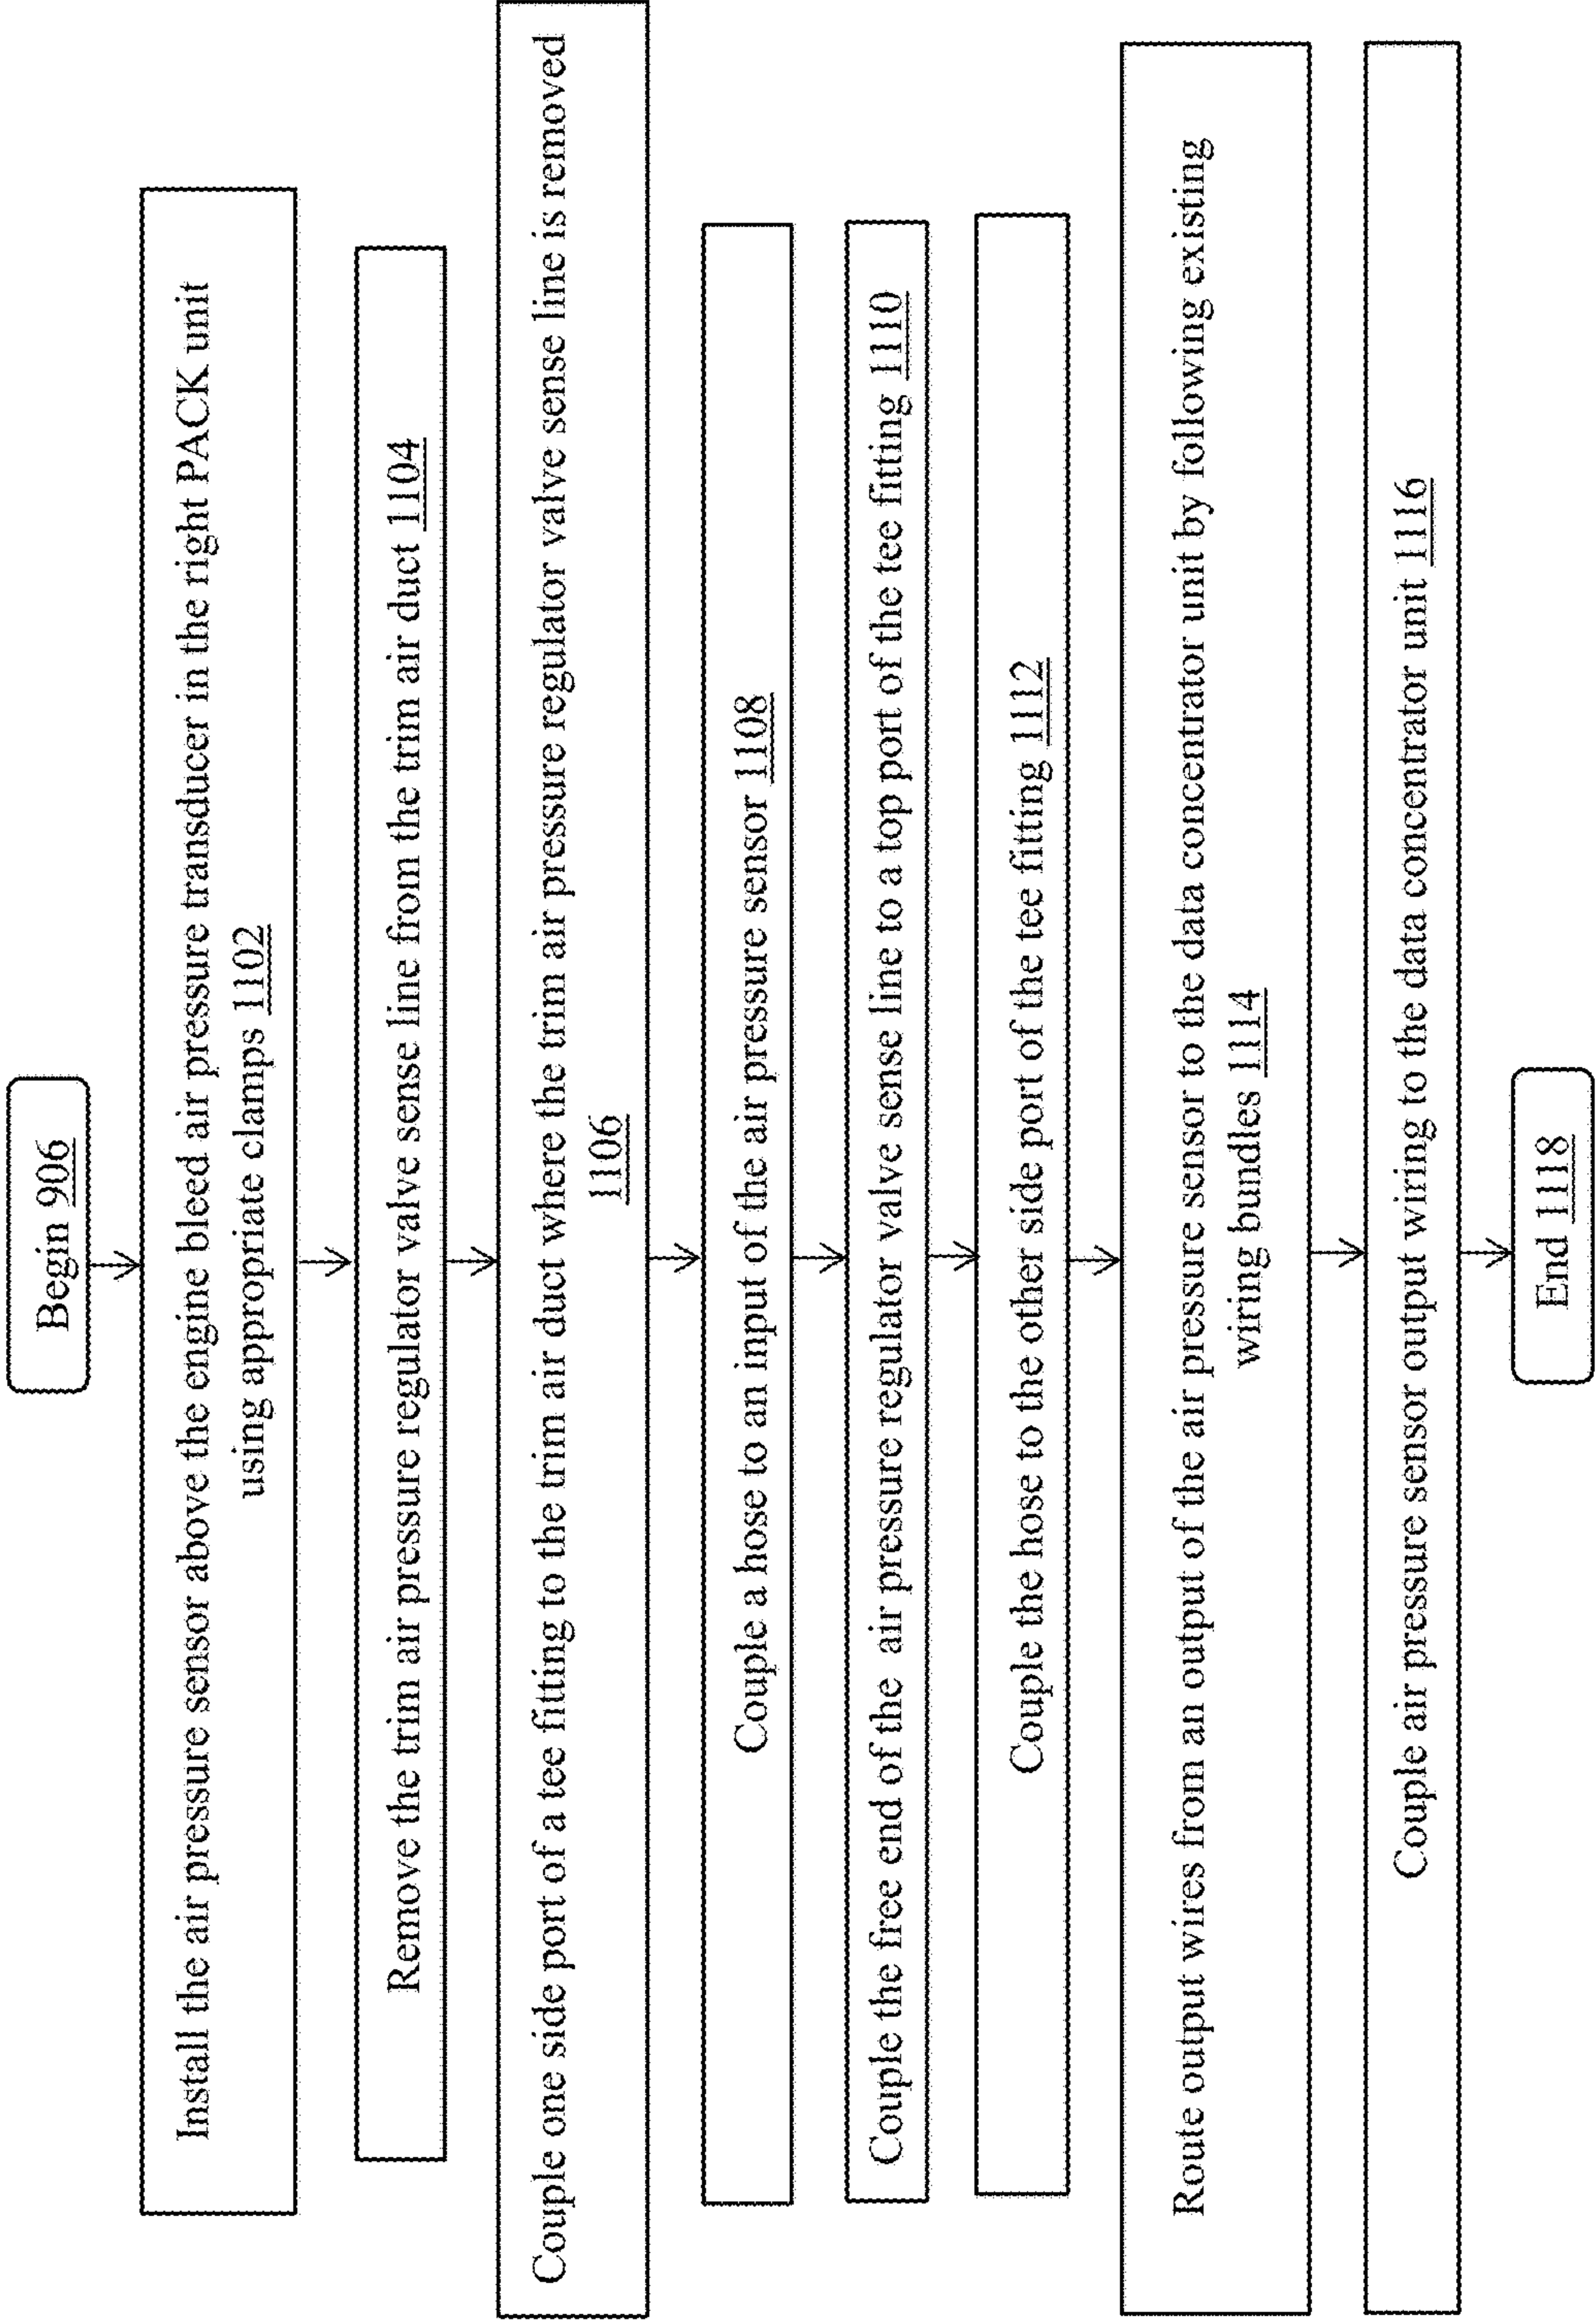 Begin 906
Install the air pressure sensor above the engine bleed air pressure transducer in the right PACK unit
using appropriate clamps 1102
Remove the trim air pressure regulator valve sense line from the trim air duct 1104
Couple one side port of a tee fitting to the trim air duct where the trim air pressure regulator valve sense line is removed
1106
Couple a hose to an input of the air pressure sensor 1108
Couple the free end of the air pressure regulator valve sense line to a top port of the tee fitting 1110
Couple the hose to the other side port of the tee fitting 1112
Route output wires from an output of the air pressure sensor to the data concentrator unit by following existing
wiring bundles 1114
Couple air pressure sensor output wiring to the data concentrator unit 1116
End 1118